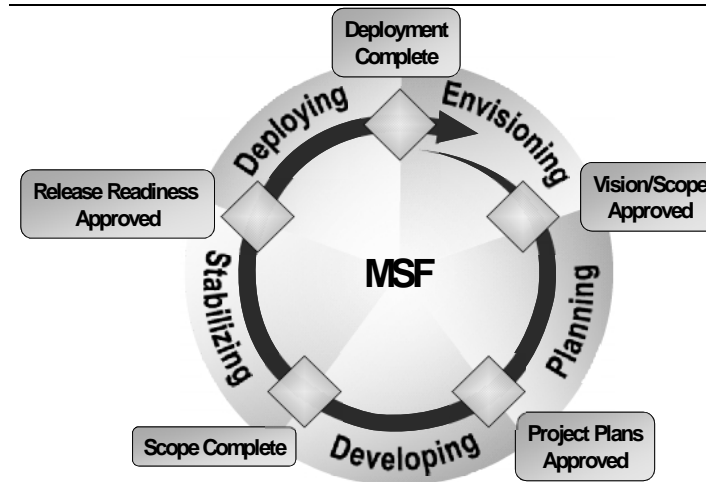 Deployment
Complete
Envisioning
Deploying
Release Readiness
Approved
Vision/Scope
Approved
MSF
Stabilizing
Planning
Scope Complete
Developing
Project Plans
Approved